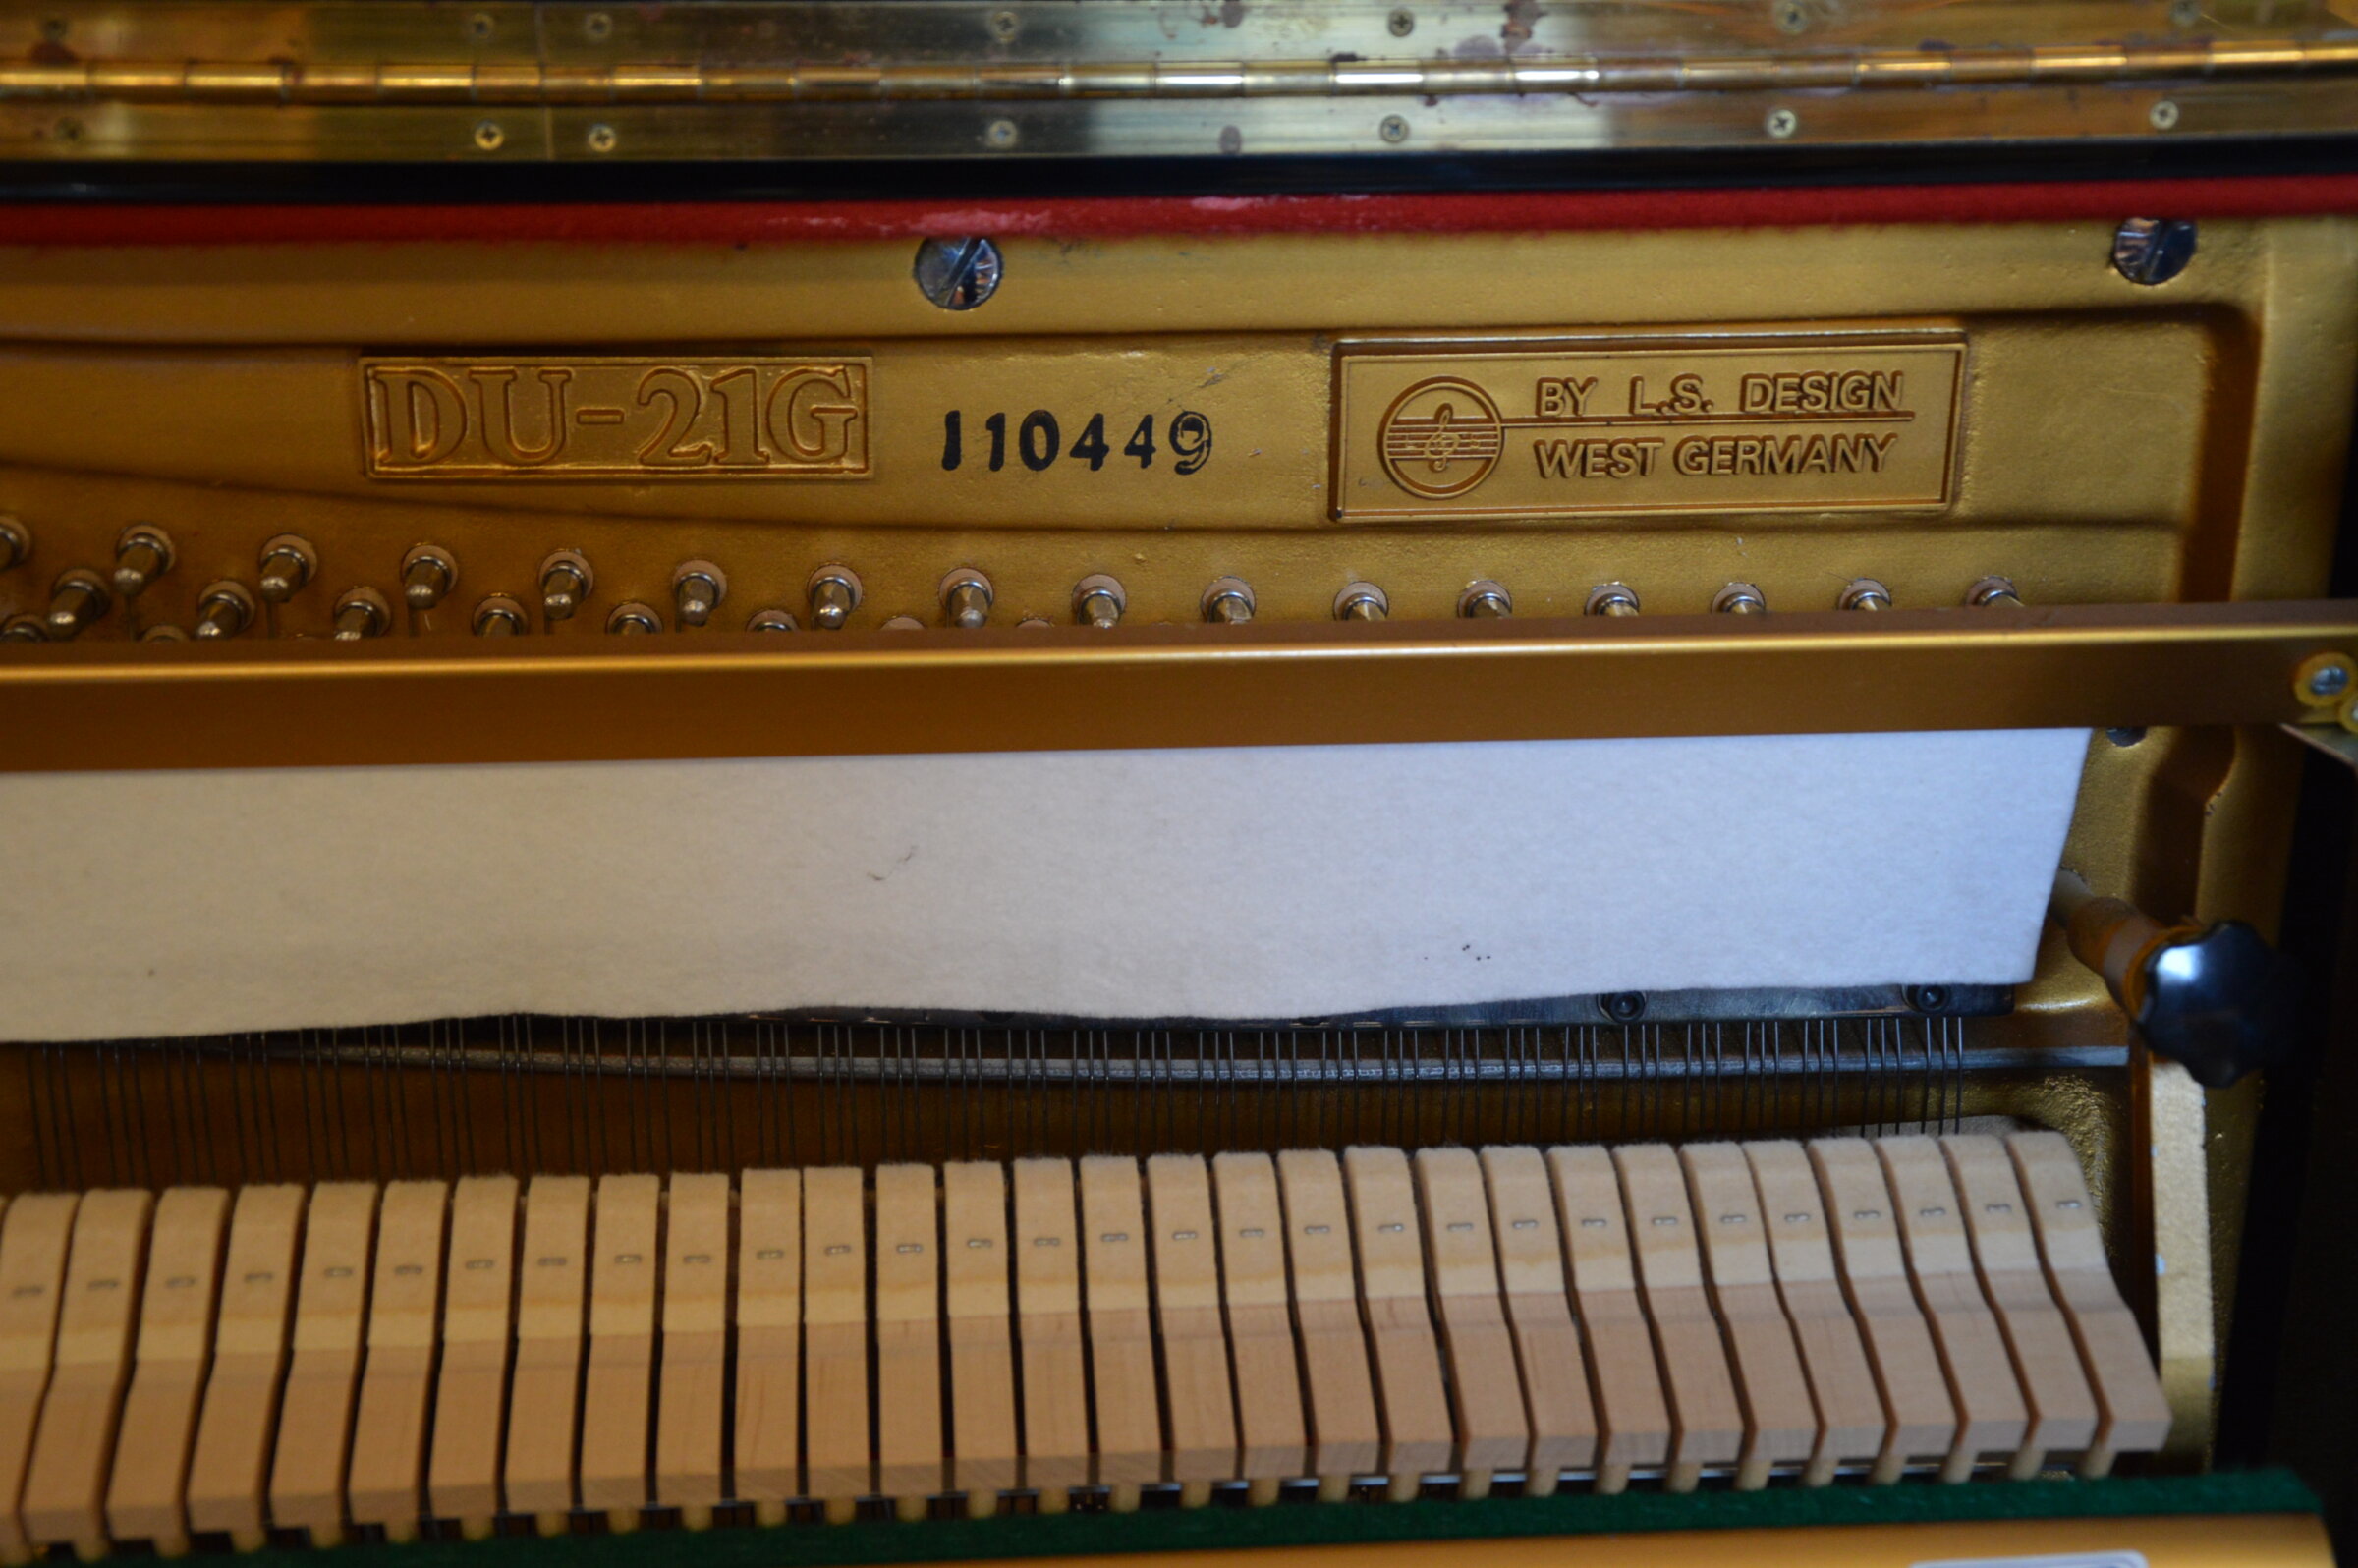 DU-21G
110449
BY L.S. DESIGN
WEST GERMANY